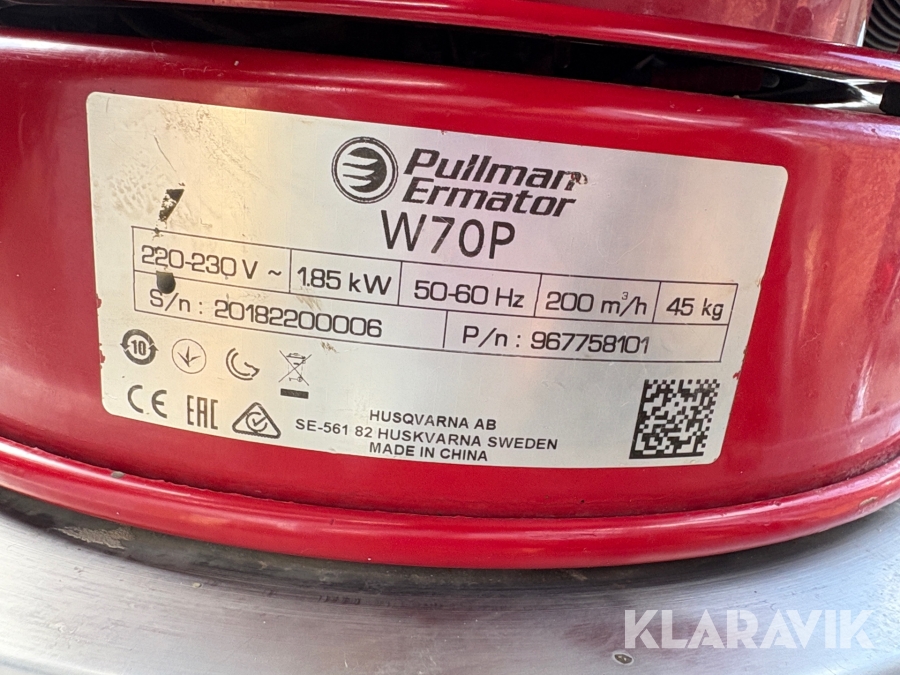 Pullman
Ermator
W70P
220-230 V ~ 1.85 kW 50-60 Hz 200 m³/h 45 kg
S/n : 20182200006 P/n : 967758101
10
CE EAC
HUSQVARNA AB
SE-561 82 HUSKVARNA SWEDEN
MADE IN CHINA
KLARAVIK